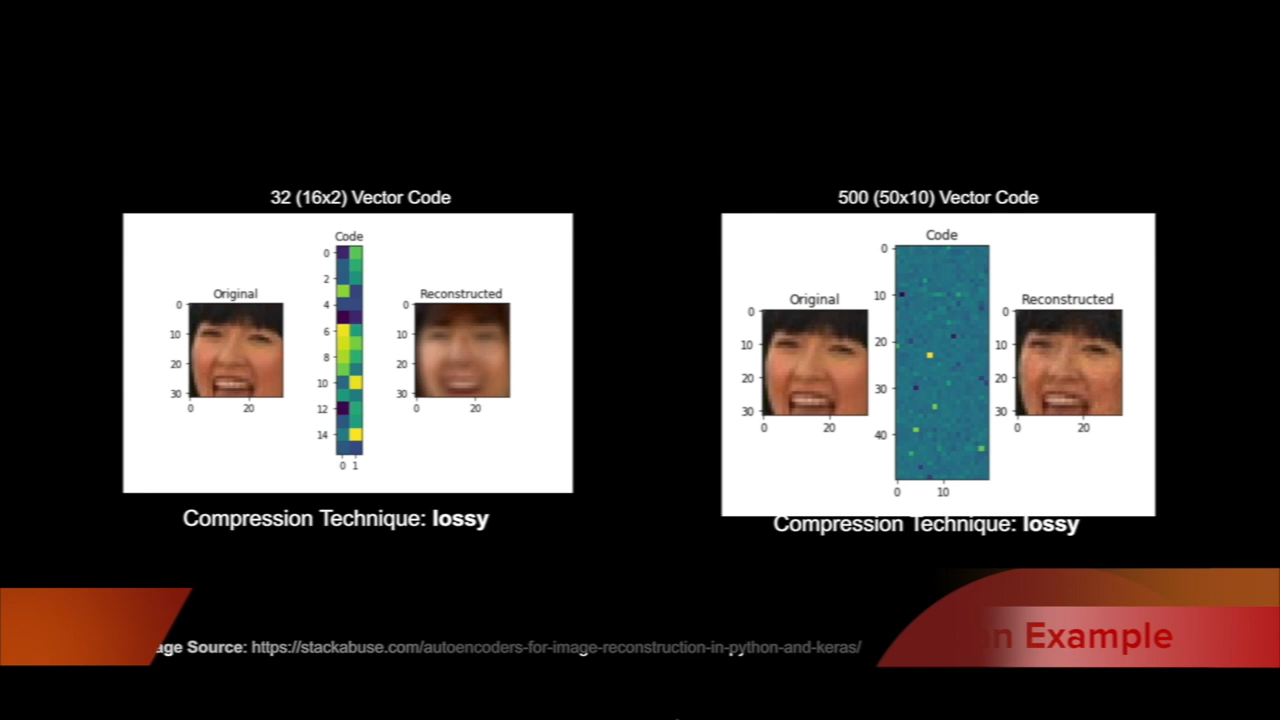 32 (16x2) Vector Code
Code
0
2
4
6
8
10
12
14
0 1
Original
0
10
20
30
0 20
Reconstructed
0
10
20
30
0 20
Compression Technique: lossy
500 (50x10) Vector Code
Code
0
10
20
30
40
0 10
Original
0
10
20
30
0 20
Reconstructed
0
10
20
30
0 20
Compression Technique: lossy
age Source: https://stackabuse.com/autoencoders-for-image-reconstruction-in-python-and-keras/
n Example